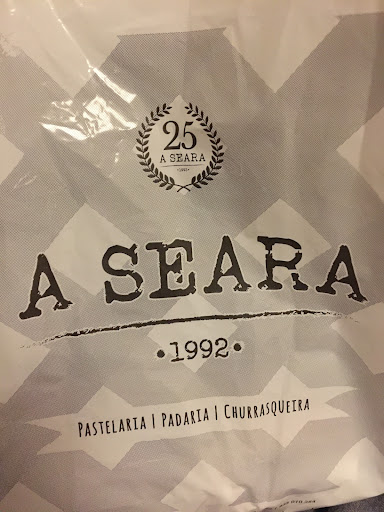 25
A SEARA
A SEARA
•1992•
PASTELARIA | PADARIA | CHURRASQUEIRA